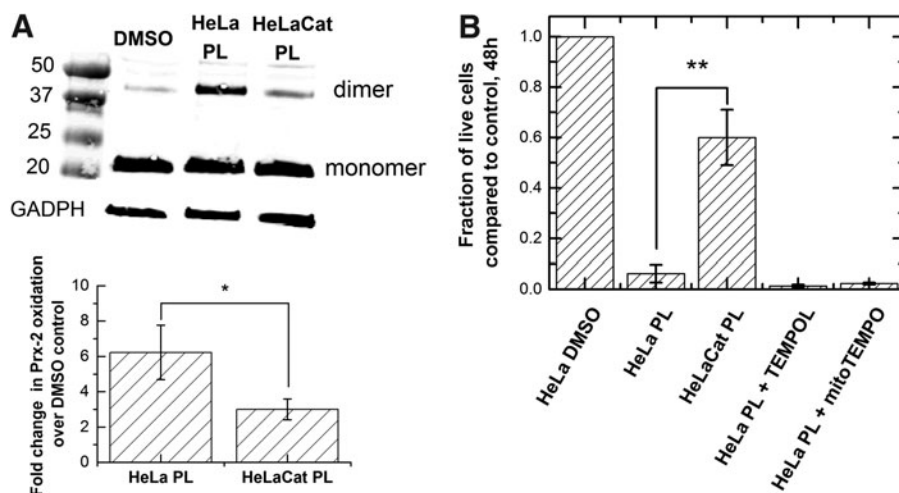 A
DMSO
HeLa PL
HeLaCat PL
50
37
25
20
dimer
monomer
GADPH
Fold change in Prx-2 oxidation
over DMSO control
10
8
6
4
2
0
*
HeLa PL
HeLaCat PL
B
Fraction of live cells
compared to control, 48h
1.0
0.8
0.6
0.4
0.2
0.0
**
HeLa DMSO
HeLa PL
HeLaCat PL
HeLa PL + TEMPOL
HeLa PL + mitoTEMPO